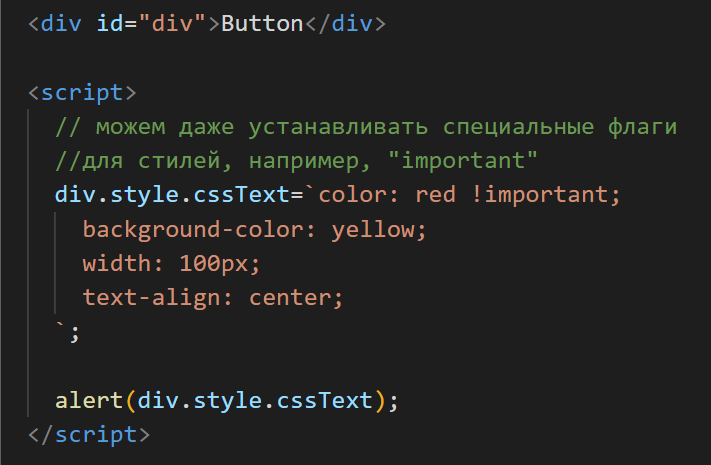 <div id="div">Button</div>
<script>
// можем даже устанавливать специальные флаги
//для стилей, например, "important"
div.style.cssText=`color: red !important;
background-color: yellow;
width: 100px;
text-align: center;
`;
alert(div.style.cssText);
</script>